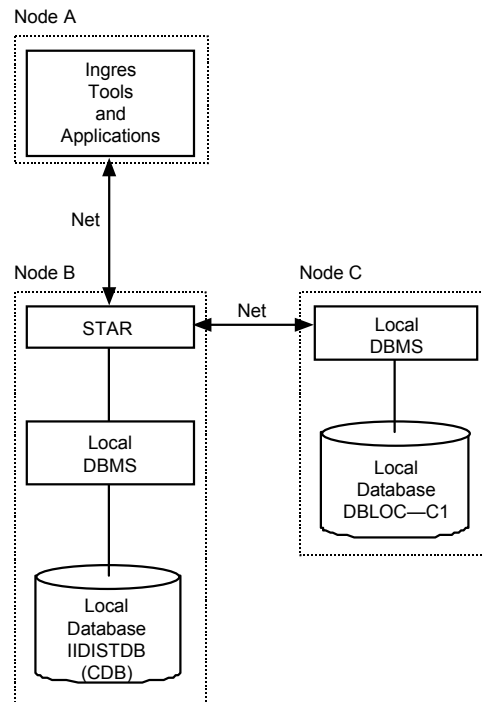 Node A
Ingres
Tools
and
Applications
Net
Node B
STAR
Local
DBMS
Local
Database
IIDISTDB
(CDB)
Net
Node C
Local
DBMS
Local
Database
DBLOC—C1